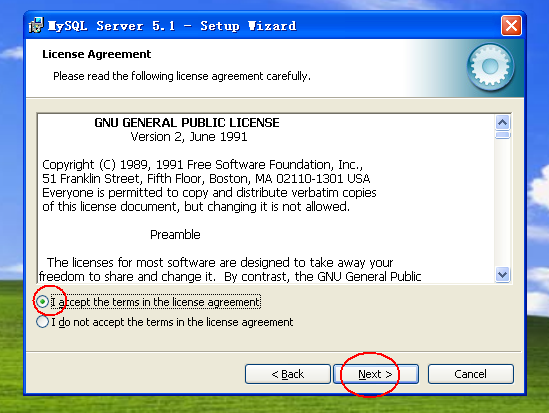 MySQL Server 5.1 - Setup Wizard
License Agreement
Please read the following license agreement carefully.
GNU GENERAL PUBLIC LICENSE
Version 2, June 1991
Copyright (C) 1989, 1991 Free Software Foundation, Inc.,
51 Franklin Street, Fifth Floor, Boston, MA 02110-1301 USA
Everyone is permitted to copy and distribute verbatim copies
of this license document, but changing it is not allowed.
Preamble
The licenses for most software are designed to take away your
freedom to share and change it. By contrast, the GNU General Public
I accept the terms in the license agreement
I do not accept the terms in the license agreement
< Back Next > Cancel